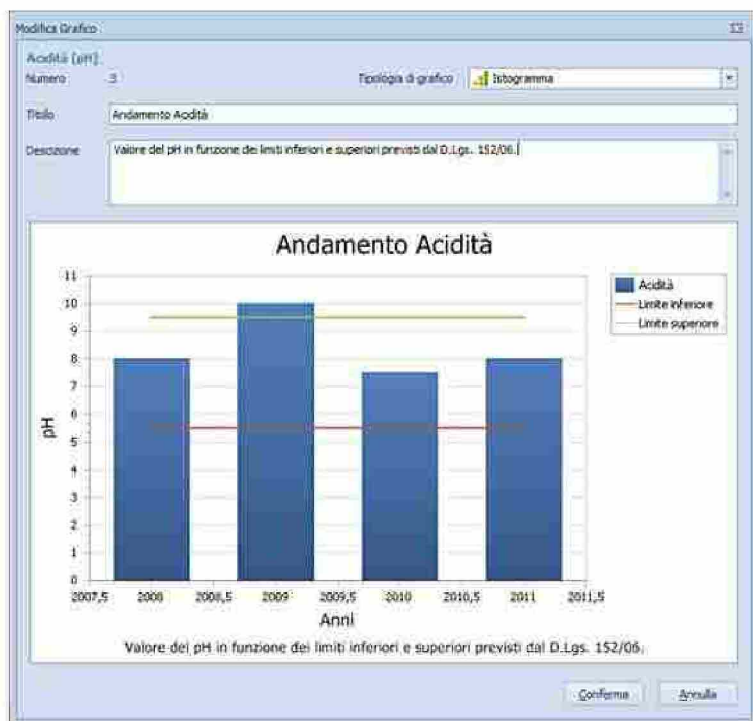 Modifica Grafico
Acidità [pH]
Numero 3 Tipologia di grafico Istogramma
Titolo Andamento Acidità
Descrizione Valore del pH in funzione dei limiti inferiori e superiori previsti dal D.Lgs. 152/06.
Andamento Acidità
11
10
9
8
7
6
5
4
3
2
1
0
pH
Acidità
Limite inferiore
Limite superiore
2007,5 2008 2008,5 2009 2009,5 2010 2010,5 2011 2011,5
Anni
Valore del pH in funzione dei limiti inferiori e superiori previsti dal D.Lgs. 152/06.
Conferma Annulla